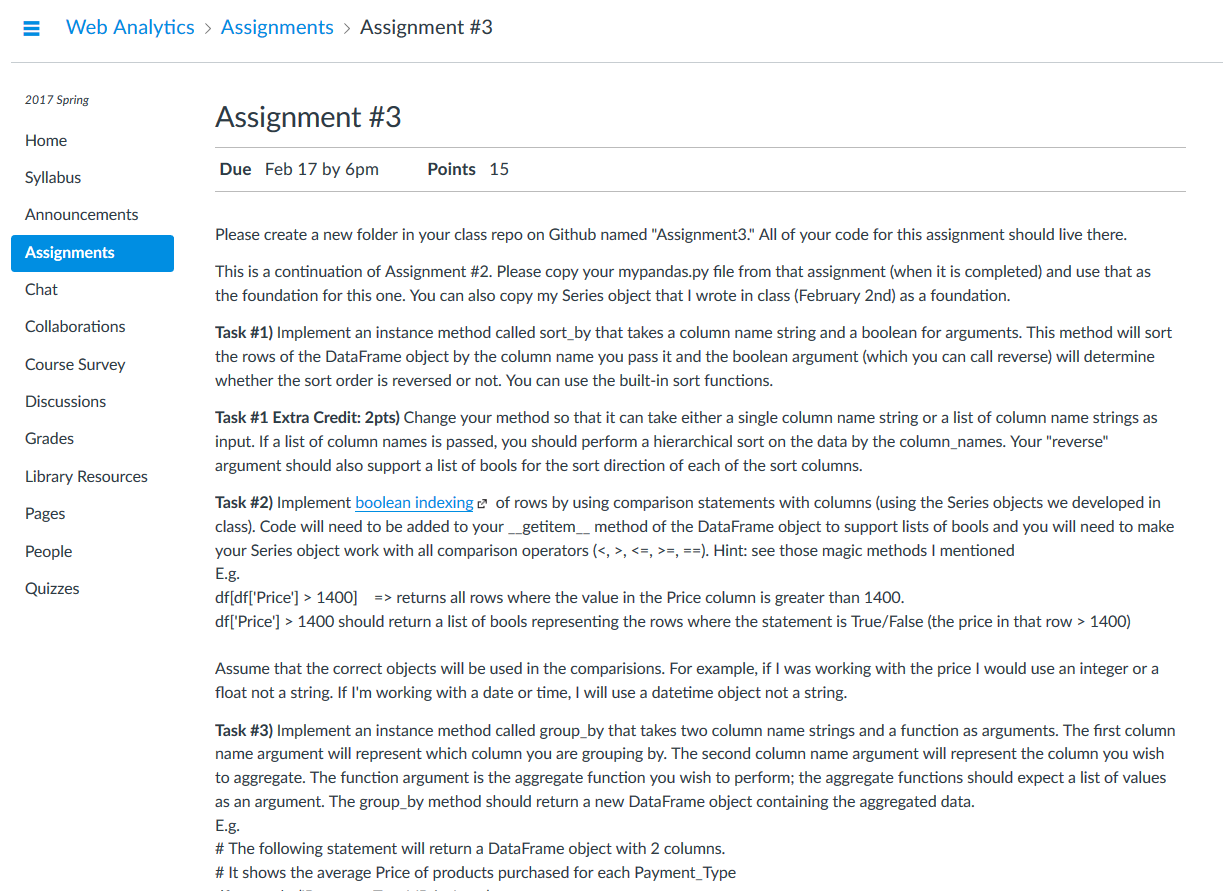 Web Analytics > Assignments > Assignment #3
2017 Spring
Home
Syllabus
Announcements
Assignments
Chat
Collaborations
Course Survey
Discussions
Grades
Library Resources
Pages
People
Quizzes
Assignment #3
Due Feb 17 by 6pm Points 15
Please create a new folder in your class repo on Github named "Assignment3." All of your code for this assignment should live there.
This is a continuation of Assignment #2. Please copy your mypandas.py file from that assignment (when it is completed) and use that as
the foundation for this one. You can also copy my Series object that I wrote in class (February 2nd) as a foundation.
Task #1) Implement an instance method called sort_by that takes a column name string and a boolean for arguments. This method will sort
the rows of the DataFrame object by the column name you pass it and the boolean argument (which you can call reverse) will determine
whether the sort order is reversed or not. You can use the built-in sort functions.
Task #1 Extra Credit: 2pts) Change your method so that it can take either a single column name string or a list of column name strings as
input. If a list of column names is passed, you should perform a hierarchical sort on the data by the column_names. Your "reverse"
argument should also support a list of bools for the sort direction of each of the sort columns.
Task #2) Implement boolean indexing of rows by using comparison statements with columns (using the Series objects we developed in
class). Code will need to be added to your __getitem__ method of the DataFrame object to support lists of bools and you will need to make
your Series object work with all comparison operators (<, >, <=, >=, ==). Hint: see those magic methods I mentioned
E.g.
df[df['Price'] > 1400] => returns all rows where the value in the Price column is greater than 1400.
df['Price'] > 1400 should return a list of bools representing the rows where the statement is True/False (the price in that row > 1400)
Assume that the correct objects will be used in the comparisions. For example, if I was working with the price I would use an integer or a
float not a string. If I'm working with a date or time, I will use a datetime object not a string.
Task #3) Implement an instance method called group_by that takes two column name strings and a function as arguments. The first column
name argument will represent which column you are grouping by. The second column name argument will represent the column you wish
to aggregate. The function argument is the aggregate function you wish to perform; the aggregate functions should expect a list of values
as an argument. The group_by method should return a new DataFrame object containing the aggregated data.
E.g.
# The following statement will return a DataFrame object with 2 columns.
# It shows the average Price of products purchased for each Payment_Type